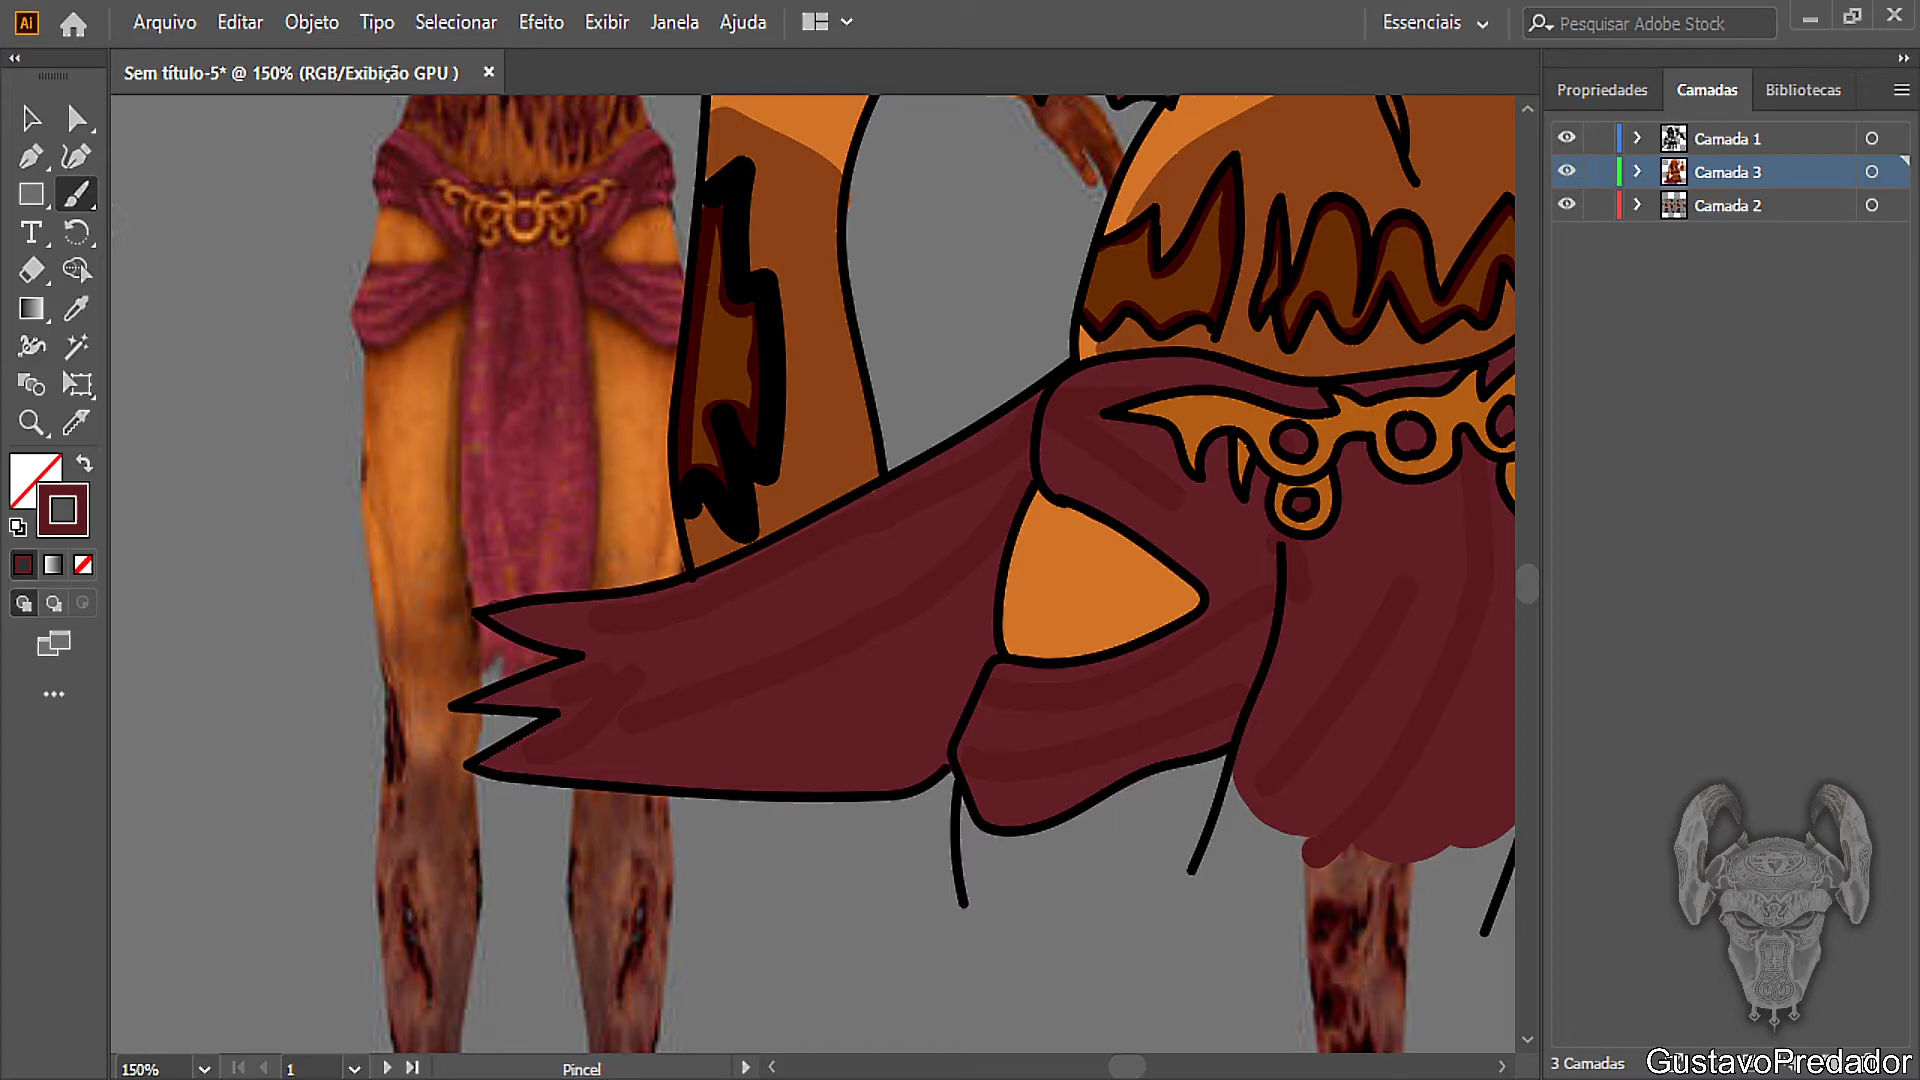 Ai Arquivo Editar Objeto Tipo Selecionar Efeito Exibir Janela Ajuda Essenciais Pesquisar Adobe Stock
Sem título-5* @ 150% (RGB/Exibição GPU )
Propriedades Camadas Bibliotecas
Camada 1
Camada 3
Camada 2
150% 1 Pincel 3 Camadas
GustavoPredador